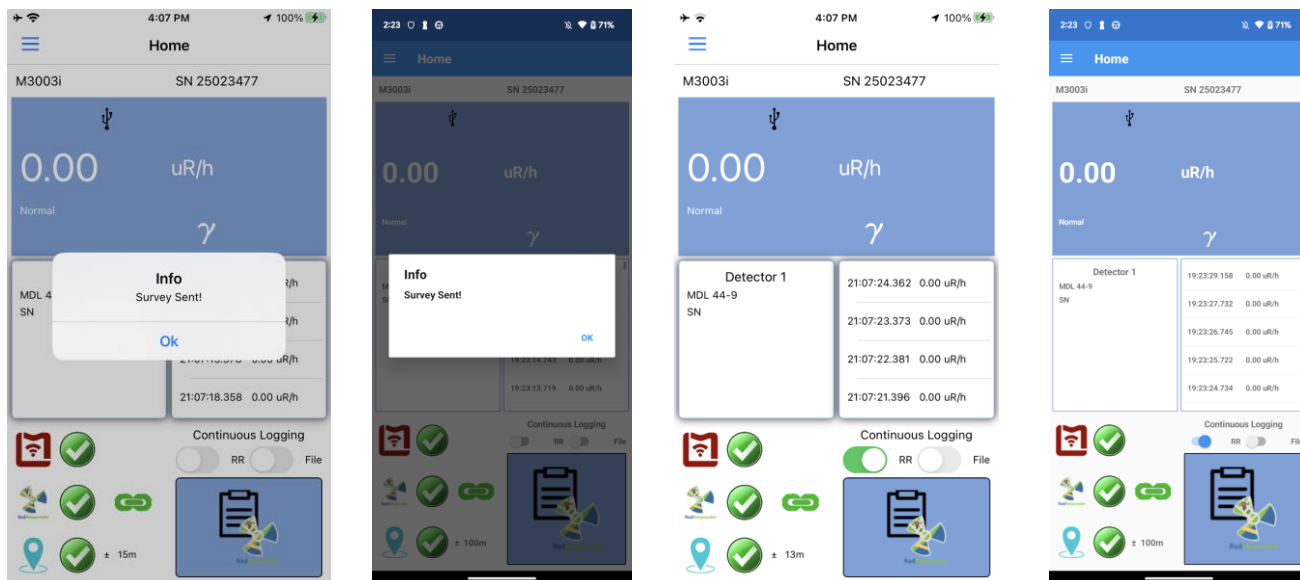 4:07 PM 100%
Home
M3003i SN 25023477
0.00 uR/h
Normal
γ
MDL 4
SN
R/h
R/h
Info
Survey Sent!
Ok
uR/h
21:07:18.358 0.00 uR/h
Continuous Logging
RR File
± 15m
2:23 71%
Home
M3003i SN 25023477
0.00 uR/h
Normal
γ
Info
Survey Sent!
OK
19:23:14.743 0.00 uR/h
19:23:13.719 0.00 uR/h
Continuous Logging
RR File
± 100m
4:07 PM 100%
Home
M3003i SN 25023477
0.00 uR/h
Normal
γ
Detector 1
MDL 44-9
SN
21:07:24.362 0.00 uR/h
21:07:23.373 0.00 uR/h
21:07:22.381 0.00 uR/h
21:07:21.396 0.00 uR/h
Continuous Logging
RR File
± 13m
2:23 71%
Home
M3003i SN 25023477
0.00 uR/h
Normal
γ
Detector 1
MDL 44-9
SN
19:23:29.158 0.00 uR/h
19:23:27.732 0.00 uR/h
19:23:26.745 0.00 uR/h
19:23:25.722 0.00 uR/h
19:23:24.734 0.00 uR/h
Continuous Logging
RR Fil
± 100m